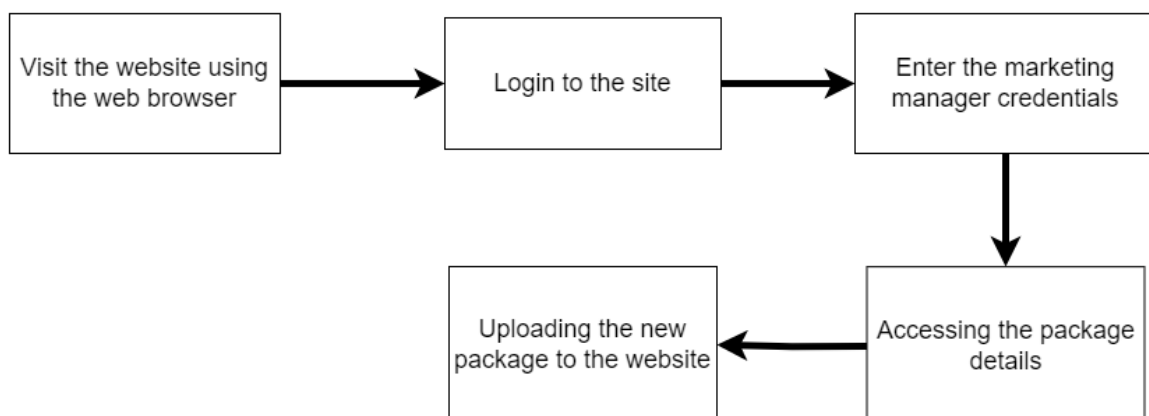 Visit the website using
the web browser
Login to the site
Enter the marketing
manager credentials
Accessing the package
details
Uploading the new
package to the website